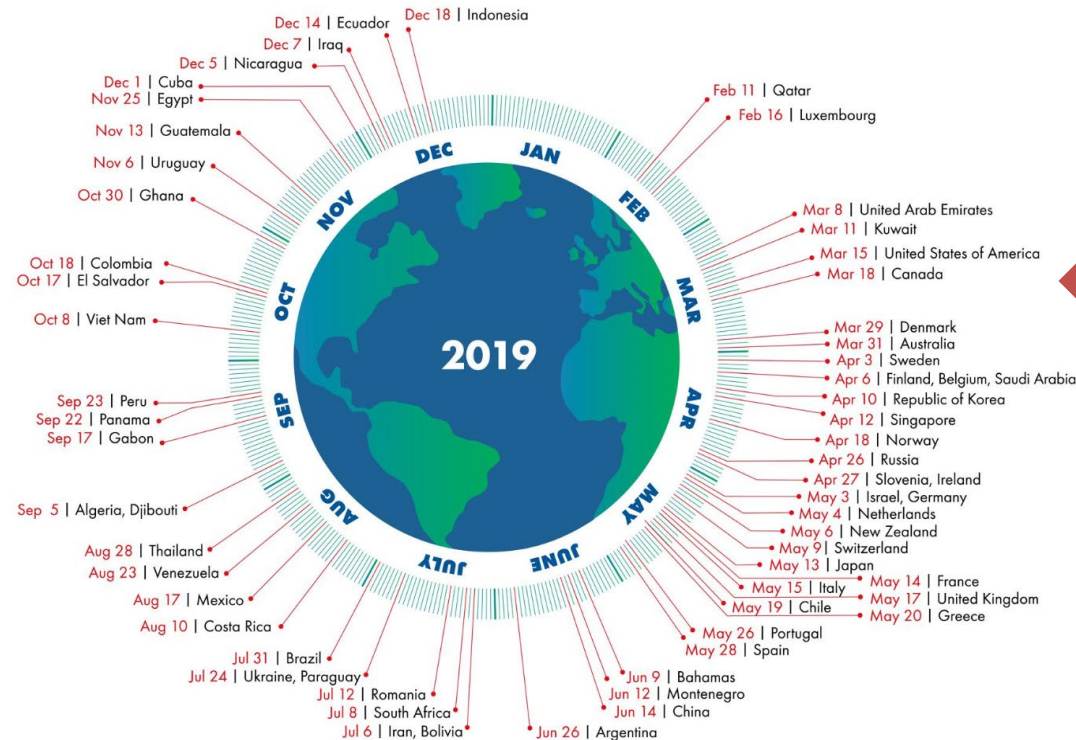 2019
JAN
FEB
MAR
APR
MAY
JUNE
JULY
AUG
SEP
OCT
NOV
DEC
Feb 11 | Qatar
Feb 16 | Luxembourg
Mar 8 | United Arab Emirates
Mar 11 | Kuwait
Mar 15 | United States of America
Mar 18 | Canada
Mar 29 | Denmark
Mar 31 | Australia
Apr 3 | Sweden
Apr 6 | Finland, Belgium, Saudi Arabia
Apr 10 | Republic of Korea
Apr 12 | Singapore
Apr 18 | Norway
Apr 26 | Russia
Apr 27 | Slovenia, Ireland
May 3 | Israel, Germany
May 4 | Netherlands
May 6 | New Zealand
May 9 | Switzerland
May 13 | Japan
May 14 | France
May 15 | Italy
May 17 | United Kingdom
May 19 | Chile
May 20 | Greece
May 26 | Portugal
May 28 | Spain
Jun 9 | Bahamas
Jun 12 | Montenegro
Jun 14 | China
Jun 26 | Argentina
Jul 6 | Iran, Bolivia
Jul 8 | South Africa
Jul 12 | Romania
Jul 24 | Ukraine, Paraguay
Jul 31 | Brazil
Aug 10 | Costa Rica
Aug 17 | Mexico
Aug 23 | Venezuela
Aug 28 | Thailand
Sep 5 | Algeria, Djibouti
Sep 17 | Gabon
Sep 22 | Panama
Sep 23 | Peru
Oct 8 | Viet Nam
Oct 17 | El Salvador
Oct 18 | Colombia
Oct 30 | Ghana
Nov 6 | Uruguay
Nov 13 | Guatemala
Nov 25 | Egypt
Dec 1 | Cuba
Dec 5 | Nicaragua
Dec 7 | Iraq
Dec 14 | Ecuador
Dec 18 | Indonesia